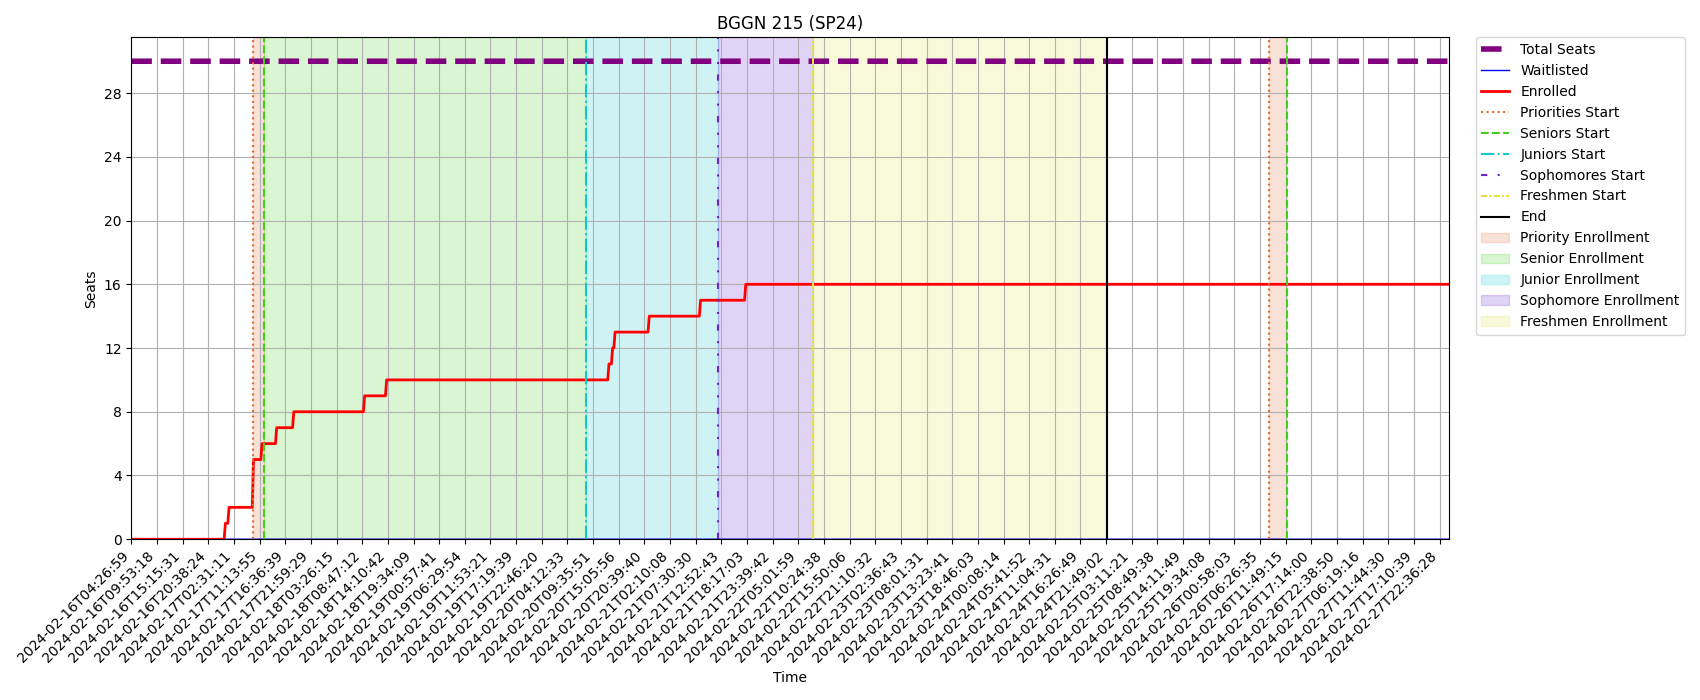 BGGN 215 (SP24)
Total Seats
Waitlisted
Enrolled
Priorities Start
Seniors Start
Juniors Start
Sophomores Start
Freshmen Start
End
Priority Enrollment
Senior Enrollment
Junior Enrollment
Sophomore Enrollment
Freshmen Enrollment
Seats
28
24
20
16
12
8
4
0
2024-02-16T04:26:59
2024-02-16T09:53:18
2024-02-16T15:15:31
2024-02-16T20:38:24
2024-02-17T02:31:11
2024-02-17T11:13:55
2024-02-17T16:36:39
2024-02-17T21:59:29
2024-02-18T03:26:15
2024-02-18T08:47:12
2024-02-18T14:10:42
2024-02-18T19:34:09
2024-02-19T00:57:41
2024-02-19T06:29:54
2024-02-19T11:53:21
2024-02-19T17:19:39
2024-02-19T22:46:20
2024-02-20T04:12:33
2024-02-20T09:35:51
2024-02-20T15:05:56
2024-02-20T20:39:40
2024-02-21T02:10:08
2024-02-21T07:30:30
2024-02-21T12:52:43
2024-02-21T18:17:03
2024-02-21T23:39:42
2024-02-22T05:01:59
2024-02-22T10:24:38
2024-02-22T15:50:06
2024-02-22T21:10:32
2024-02-23T02:36:43
2024-02-23T08:01:31
2024-02-23T13:23:41
2024-02-23T18:46:03
2024-02-24T00:08:14
2024-02-24T05:41:52
2024-02-24T11:04:31
2024-02-24T16:26:49
2024-02-24T21:49:02
2024-02-25T03:11:21
2024-02-25T08:49:38
2024-02-25T14:11:49
2024-02-25T19:34:08
2024-02-26T00:58:03
2024-02-26T06:26:35
2024-02-26T11:49:15
2024-02-26T17:14:00
2024-02-26T22:38:50
2024-02-27T06:19:16
2024-02-27T11:44:30
2024-02-27T17:10:39
2024-02-27T22:36:28
Time